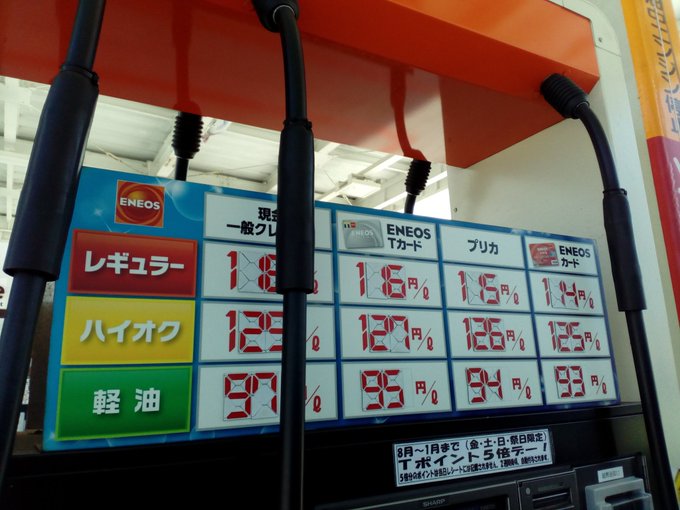 ENEOS
現金
一般クレ
ENEOS
Tカード
プリカ
ENEOS
カード
レギュラー
118 /ℓ
116円/ℓ
115円/ℓ
114円/ℓ
ハイオク
129 /ℓ
127円/ℓ
126円/ℓ
125円/ℓ
軽油
97 /ℓ
95円/ℓ
94円/ℓ
93円/ℓ
8月～1月まで（金・土・日・祭日限定）
Tポイント5倍デー！
SHARP